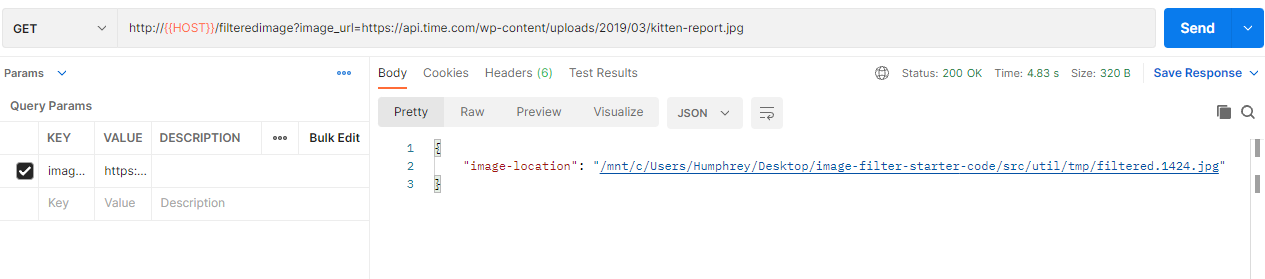 GET http://{{HOST}}/filteredimage?image_url=https://api.time.com/wp-content/uploads/2019/03/kitten-report.jpg Send
Params
Query Params
KEY VALUE DESCRIPTION Bulk Edit
imag... https:...
Key Value Description
Body Cookies Headers (6) Test Results Status: 200 OK Time: 4.83 s Size: 320 B Save Response
Pretty Raw Preview Visualize JSON
1 {
2 "image-location": "/mnt/c/Users/Humphrey/Desktop/image-filter-starter-code/src/util/tmp/filtered.1424.jpg"
3 }